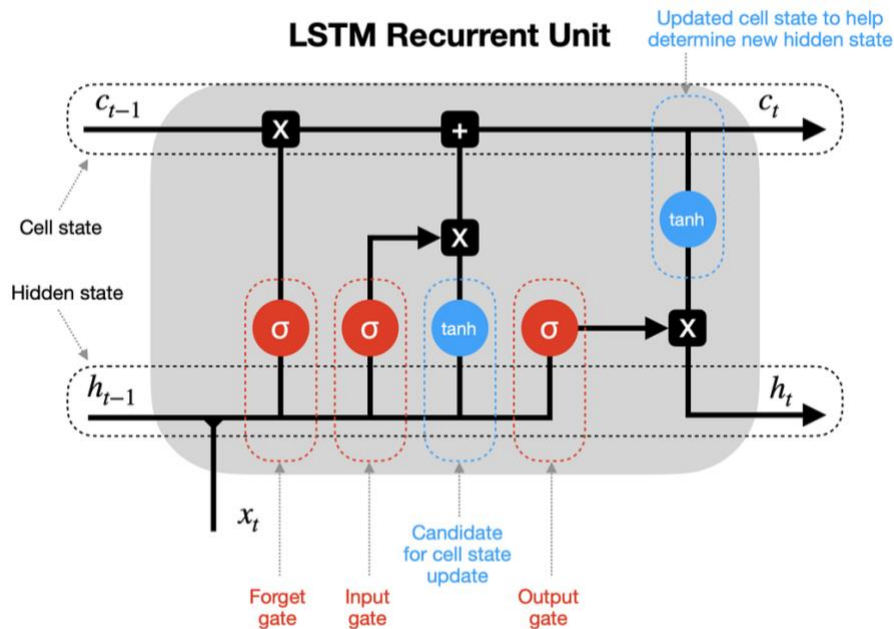 LSTM Recurrent Unit
Updated cell state to help
determine new hidden state
c_{t-1}
c_t
X
+
Cell state
X
tanh
Hidden state
σ
σ
tanh
σ
X
h_{t-1}
h_t
x_t
Candidate
for cell state
update
Forget
gate
Input
gate
Output
gate